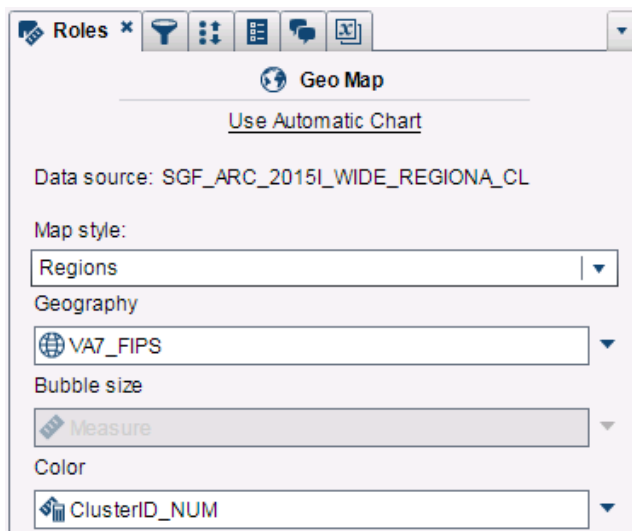 Roles
Geo Map
Use Automatic Chart
Data source: SGF_ARC_2015I_WIDE_REGIONA_CL
Map style:
Regions
Geography
VA7_FIPS
Bubble size
Measure
Color
ClusterID_NUM